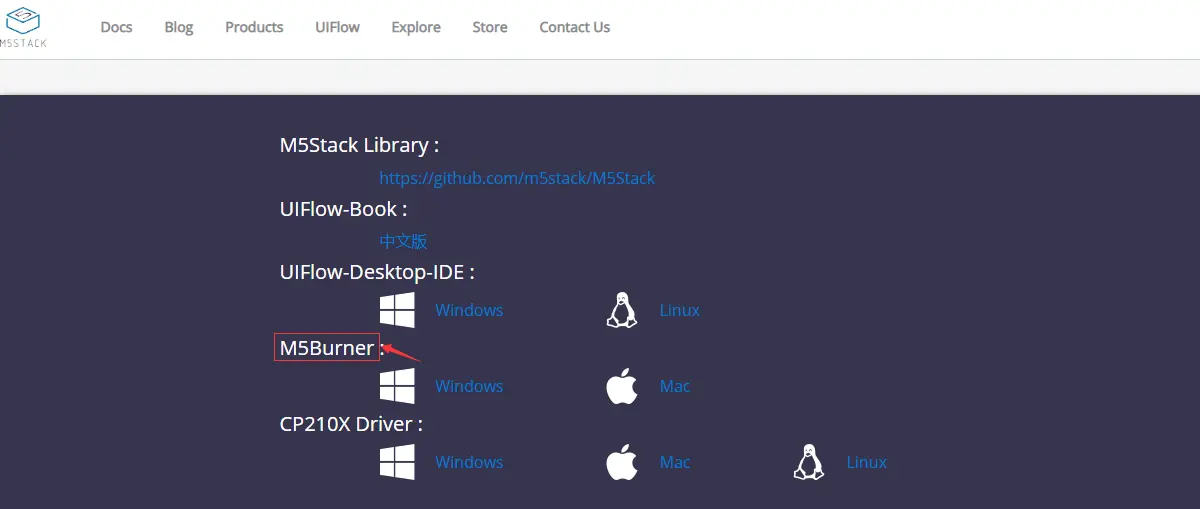 M5STACK
Docs Blog Products UIFlow Explore Store Contact Us
M5Stack Library :
https://github.com/m5stack/M5Stack
UIFlow-Book :
中文版
UIFlow-Desktop-IDE :
Windows Linux
M5Burner :
Windows Mac
CP210X Driver :
Windows Mac Linux